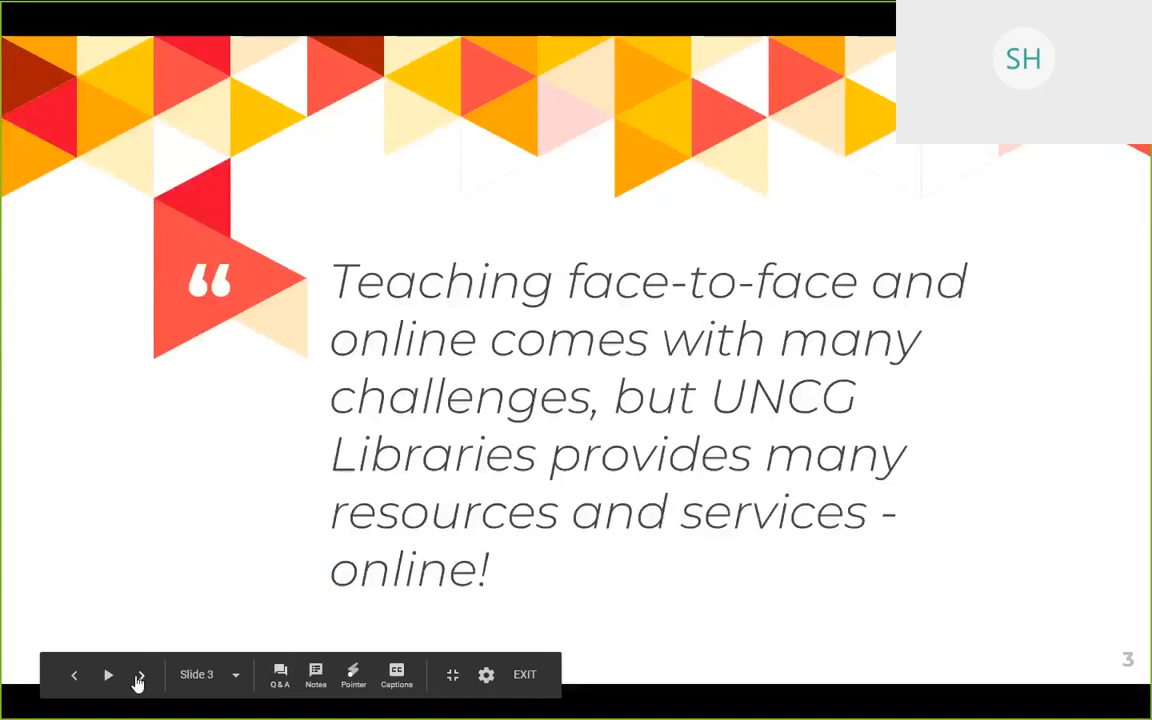 SH
“
Teaching face-to-face and
online comes with many
challenges, but UNCG
Libraries provides many
resources and services -
online!
3
Slide 3
Q&A
Notes
Pointer
CC
Captions
EXIT